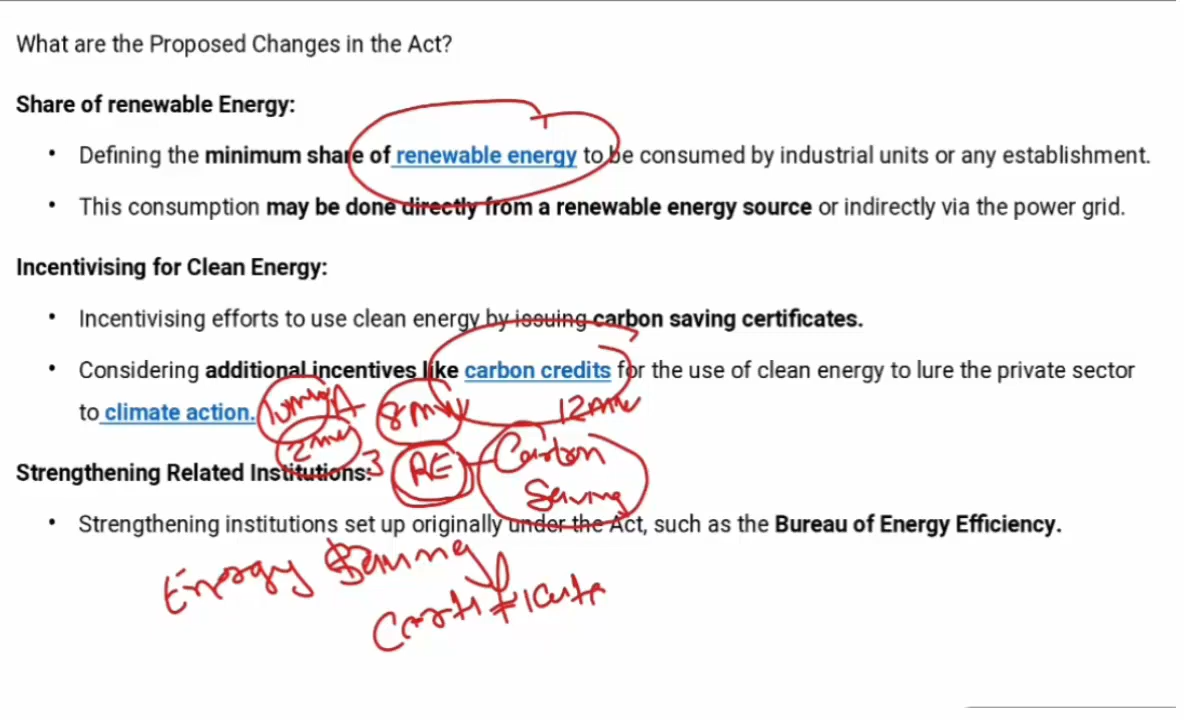 What are the Proposed Changes in the Act?
Share of renewable Energy:
• Defining the minimum share of renewable energy to be consumed by industrial units or any establishment.
• This consumption may be done directly from a renewable energy source or indirectly via the power grid.
Incentivising for Clean Energy:
• Incentivising efforts to use clean energy by issuing carbon saving certificates.
• Considering additional incentives like carbon credits for the use of clean energy to lure the private sector
to climate action.
8 MW
12 MW
2 MW
3
RE
Carbon
Saving
Strengthening Related Institutions:
• Strengthening institutions set up originally under the Act, such as the Bureau of Energy Efficiency.
Energy Saving
Certificate